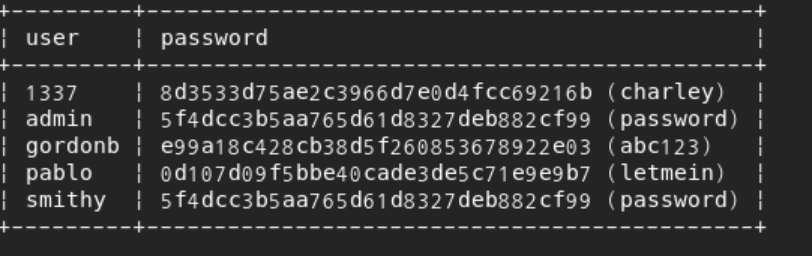 user password
1337 8d3533d75ae2c3966d7e0d4fcc69216b (charley)
admin 5f4dcc3b5aa765d61d8327deb882cf99 (password)
gordonb e99a18c428cb38d5f260853678922e03 (abc123)
pablo 0d107d09f5bbe40cade3de5c71e9e9b7 (letmein)
smithy 5f4dcc3b5aa765d61d8327deb882cf99 (password)